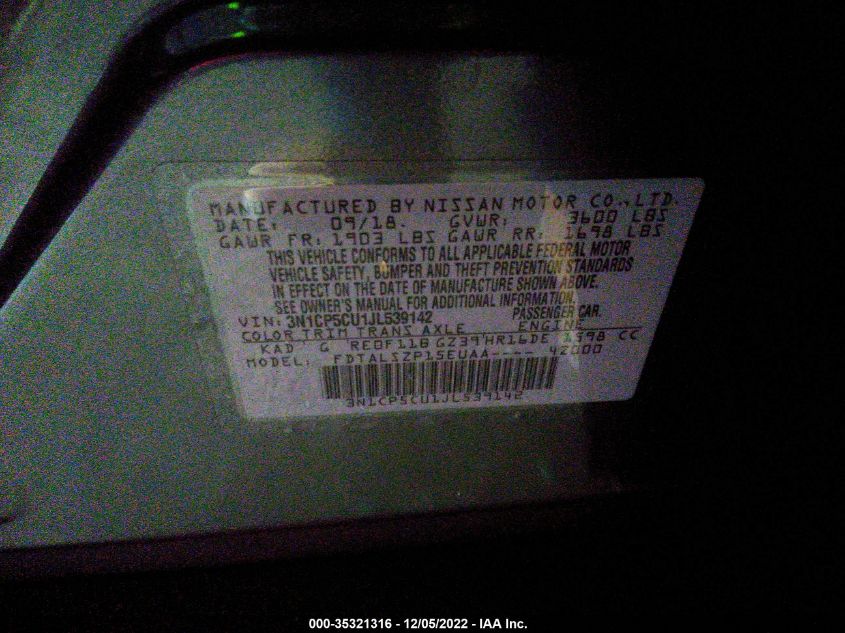 MANUFACTURED BY NISSAN MOTOR CO.,LTD.
DATE: 09/18. GVWR: 3600 LBS
GAWR FR: 1903 LBS GAWR RR: 1698 LBS
THIS VEHICLE CONFORMS TO ALL APPLICABLE FEDERAL MOTOR
VEHICLE SAFETY, BUMPER AND THEFT PREVENTION STANDARDS
IN EFFECT ON THE DATE OF MANUFACTURE SHOWN ABOVE.
SEE OWNER'S MANUAL FOR ADDITIONAL INFORMATION.
VIN: 3N1CP5CU1JL539142 PASSENGER CAR.
COLOR TRIM TRANS AXLE ENGINE
KAD G RE0F11B GZ39 HR16DE 1598 CC
MODEL: FDTALSZP15EUAA---- 42000
3N1CP5CU1JL539142
000-35321316 - 12/05/2022 - IAA Inc.